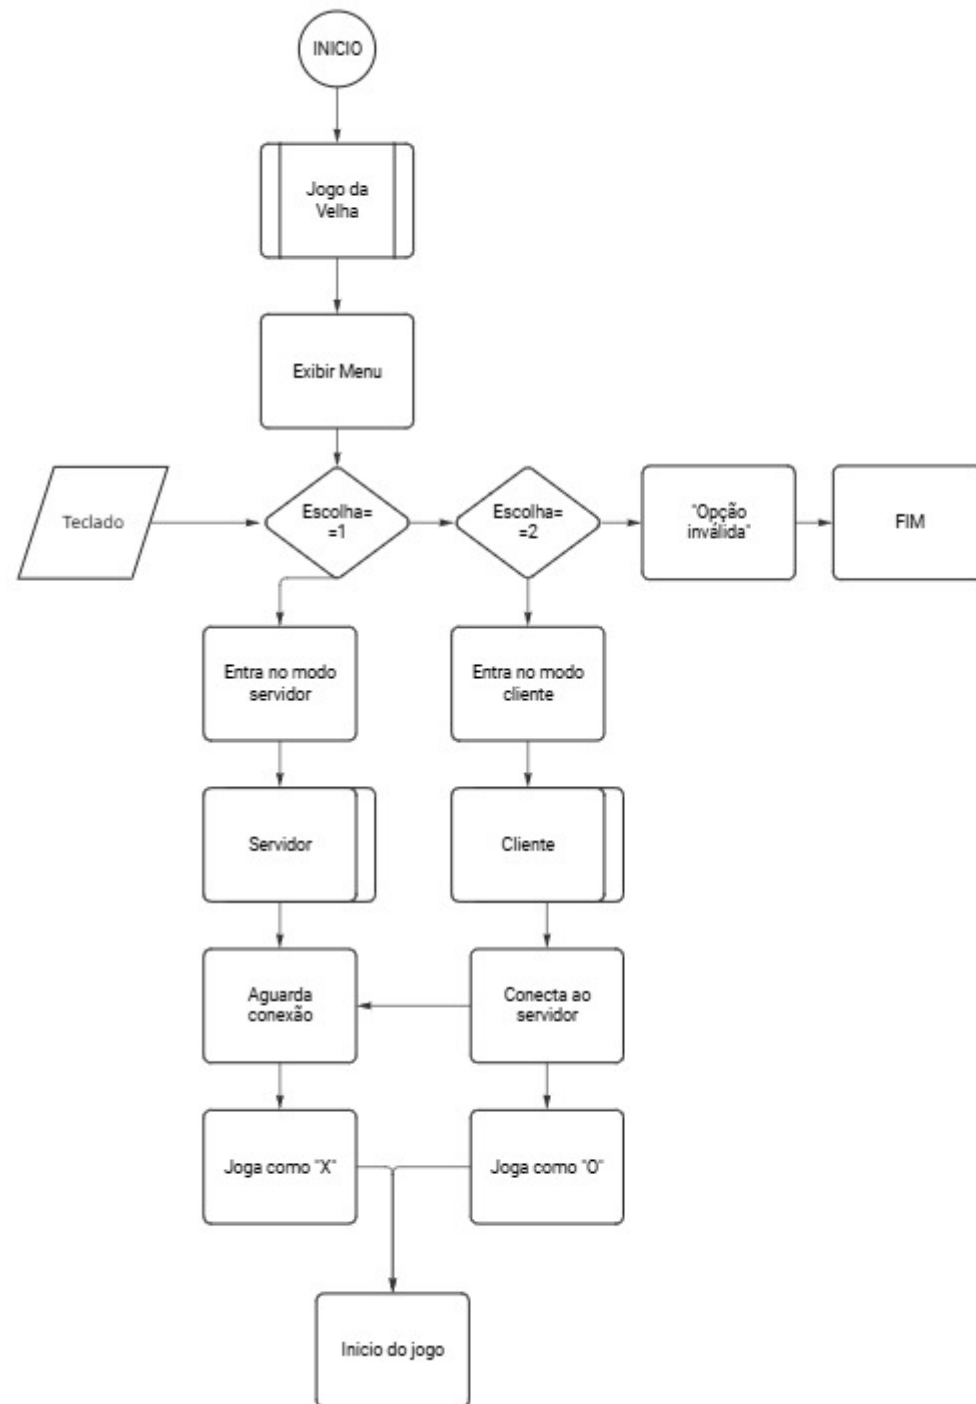 INICIO
Jogo da
Velha
Exibir Menu
Teclado
Escolha=
=1
Escolha=
=2
"Opção
inválida"
FIM
Entra no modo
servidor
Entra no modo
cliente
Servidor
Cliente
Aguarda
conexão
Conecta ao
servidor
Joga como "X"
Joga como "O"
Inicio do jogo